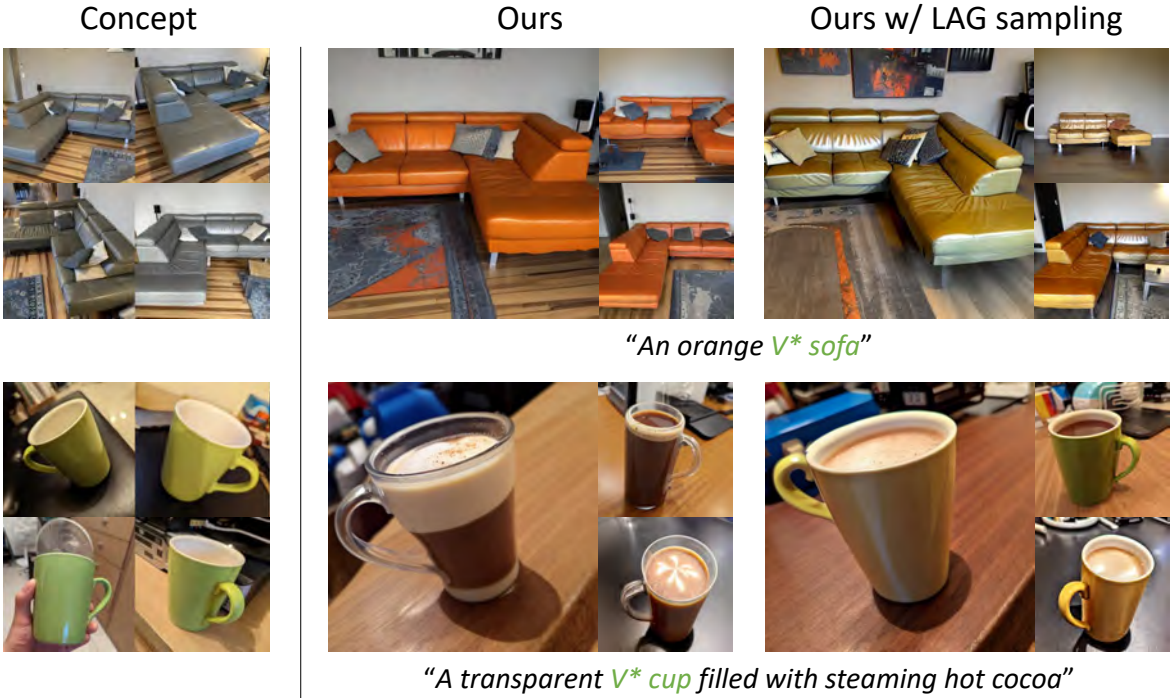 Concept
Ours
Ours w/ LAG sampling
“An orange V* sofa”
“A transparent V* cup filled with steaming hot cocoa”